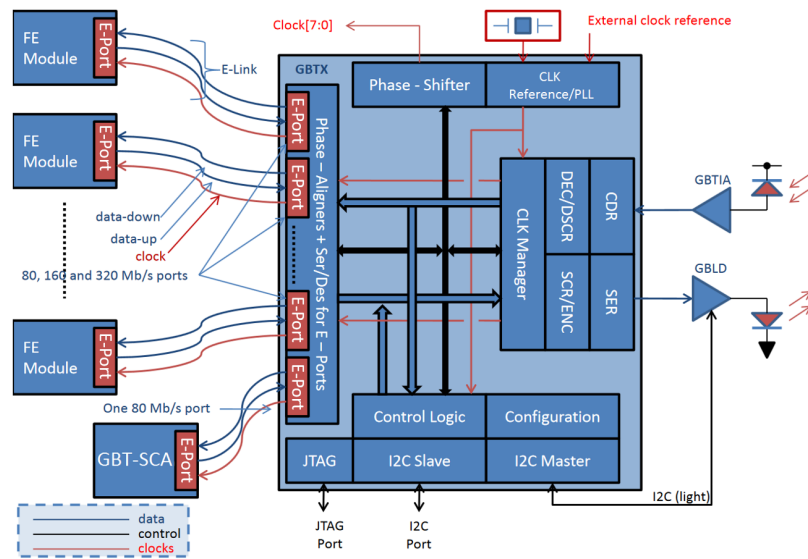 FE
Module
E-Port
E-Link
Clock[7:0]
External clock reference
GBTX
Phase - Shifter
CLK
Reference/PLL
E-Port
Phase – Aligners + Ser/Des for E – Ports
FE
Module
E-Port
E-Port
data-down
data-up
clock
80, 160 and 320 Mb/s ports
CLK Manager
DEC/DSCR
CDR
SCR/ENC
SER
GBTIA
GBLD
FE
Module
E-Port
E-Port
E-Port
One 80 Mb/s port
GBT-SCA
E-Port
Control Logic
Configuration
JTAG
I2C Slave
I2C Master
I2C (light)
JTAG
Port
I2C
Port
data
control
clocks